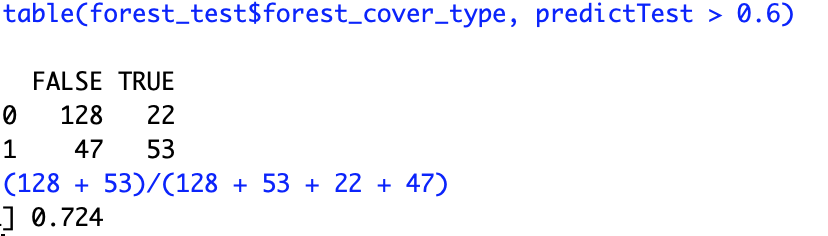 table(forest_test$forest_cover_type, predictTest > 0.6)
FALSE TRUE
0 128 22
1 47 53
(128 + 53)/(128 + 53 + 22 + 47)
] 0.724